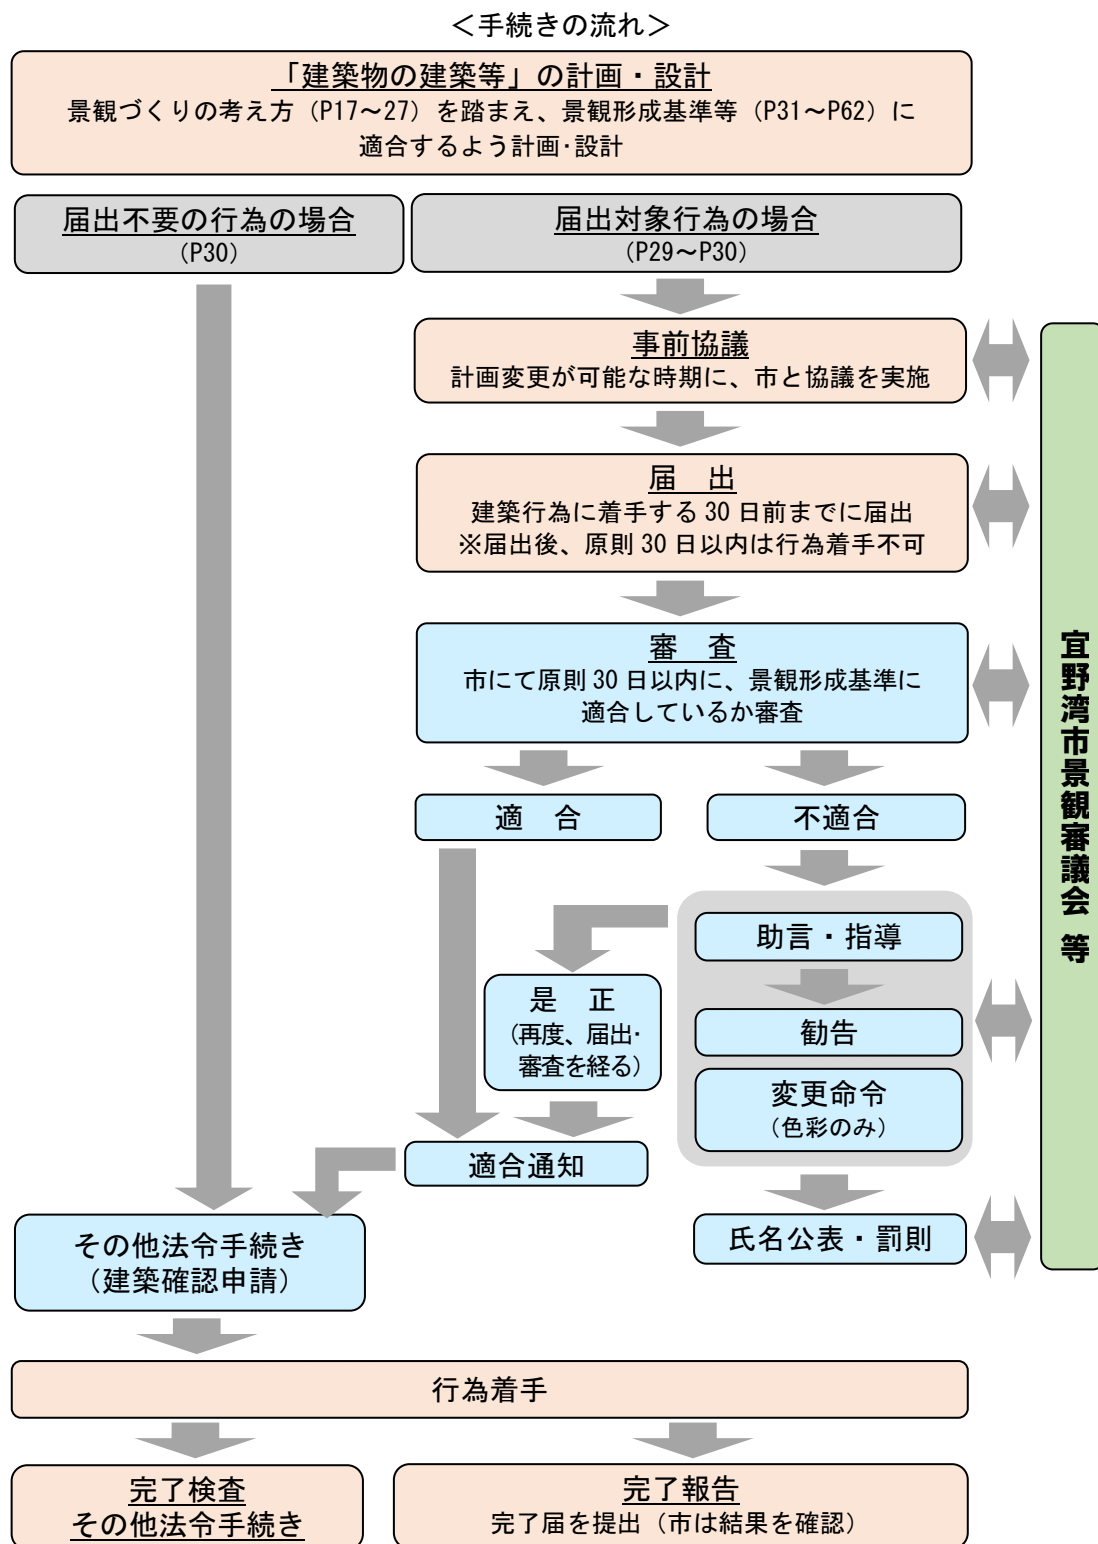 ＜手続きの流れ＞
「建築物の建築等」の計画・設計
景観づくりの考え方（P17～27）を踏まえ、景観形成基準等（P31～P62）に
適合するよう計画・設計
届出不要の行為の場合
（P30）
届出対象行為の場合
（P29～P30）
事前協議
計画変更が可能な時期に、市と協議を実施
届　出
建築行為に着手する 30 日前までに届出
※届出後、原則 30 日以内は行為着手不可
審　査
市にて原則 30 日以内に、景観形成基準に
適合しているか審査
適　合
不適合
助言・指導
是　正
（再度、届出・
審査を経る）
勧告
変更命令
（色彩のみ）
適合通知
氏名公表・罰則
宜野湾市景観審議会 等
その他法令手続き
（建築確認申請）
行為着手
完了検査
その他法令手続き
完了報告
完了届を提出（市は結果を確認）